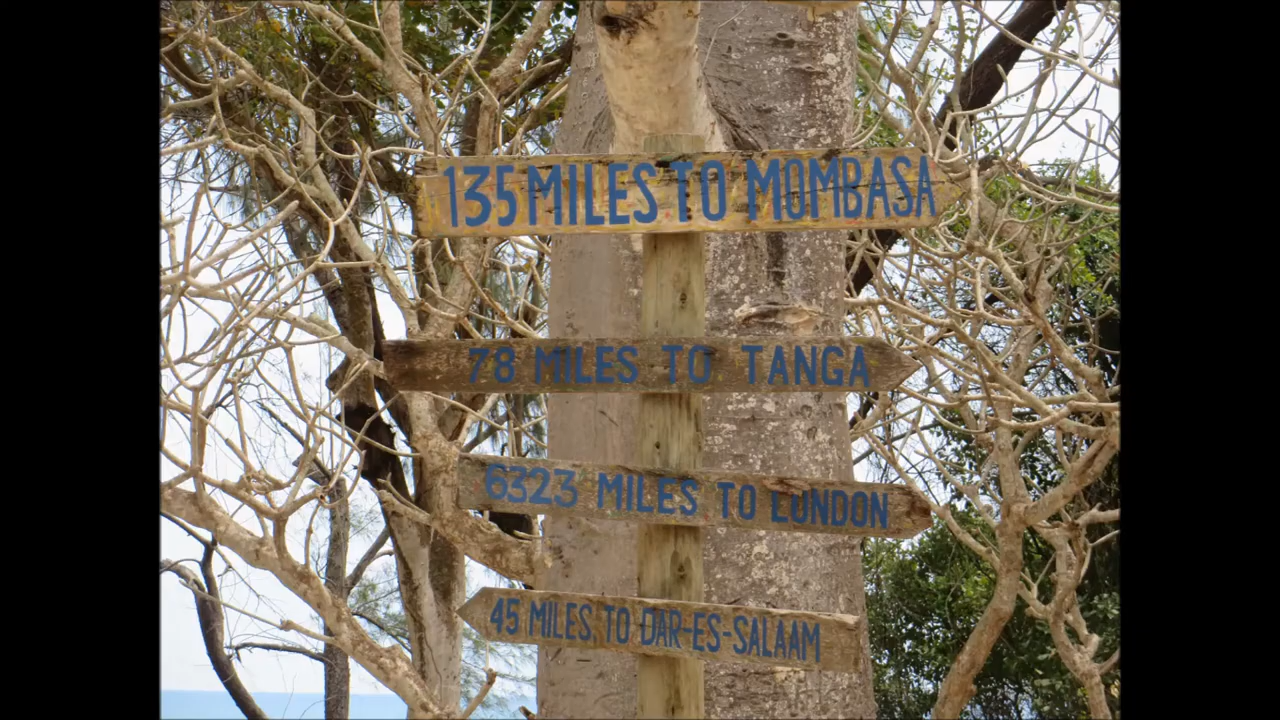 135 MILES TO MOMBASA
78 MILES TO TANGA
6323 MILES TO LONDON
45 MILES TO DAR-ES-SALAAM